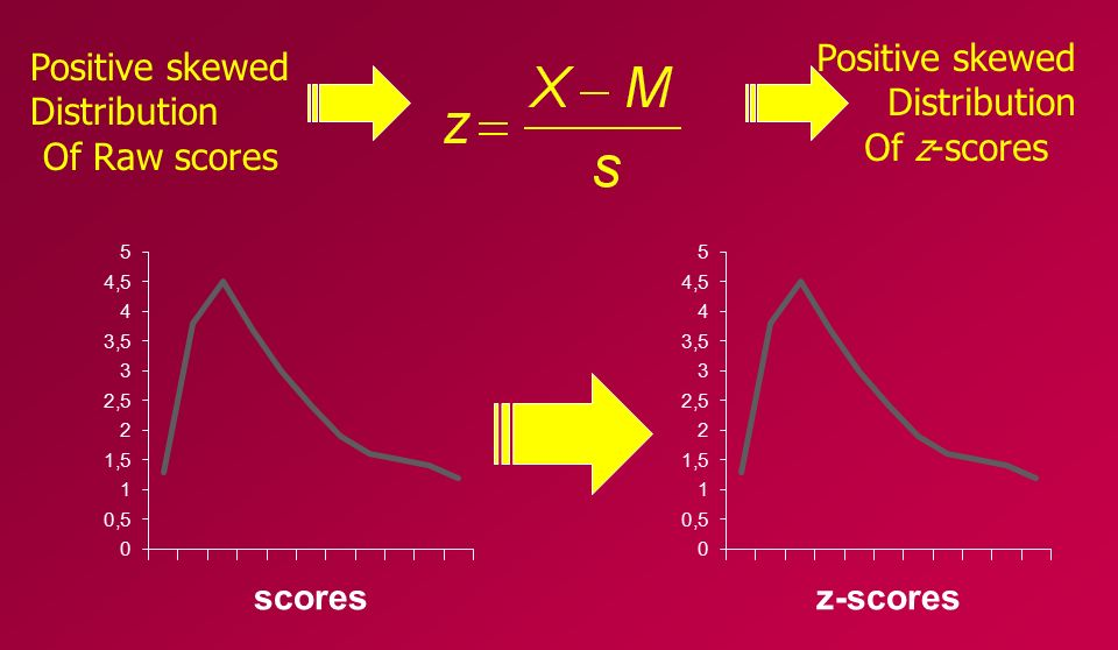 Positive skewed
Distribution
Of Raw scores
z = X – M
s
Positive skewed
Distribution
Of z-scores
5
4,5
4
3,5
3
2,5
2
1,5
1
0,5
0
scores
5
4,5
4
3,5
3
2,5
2
1,5
1
0,5
0
z-scores